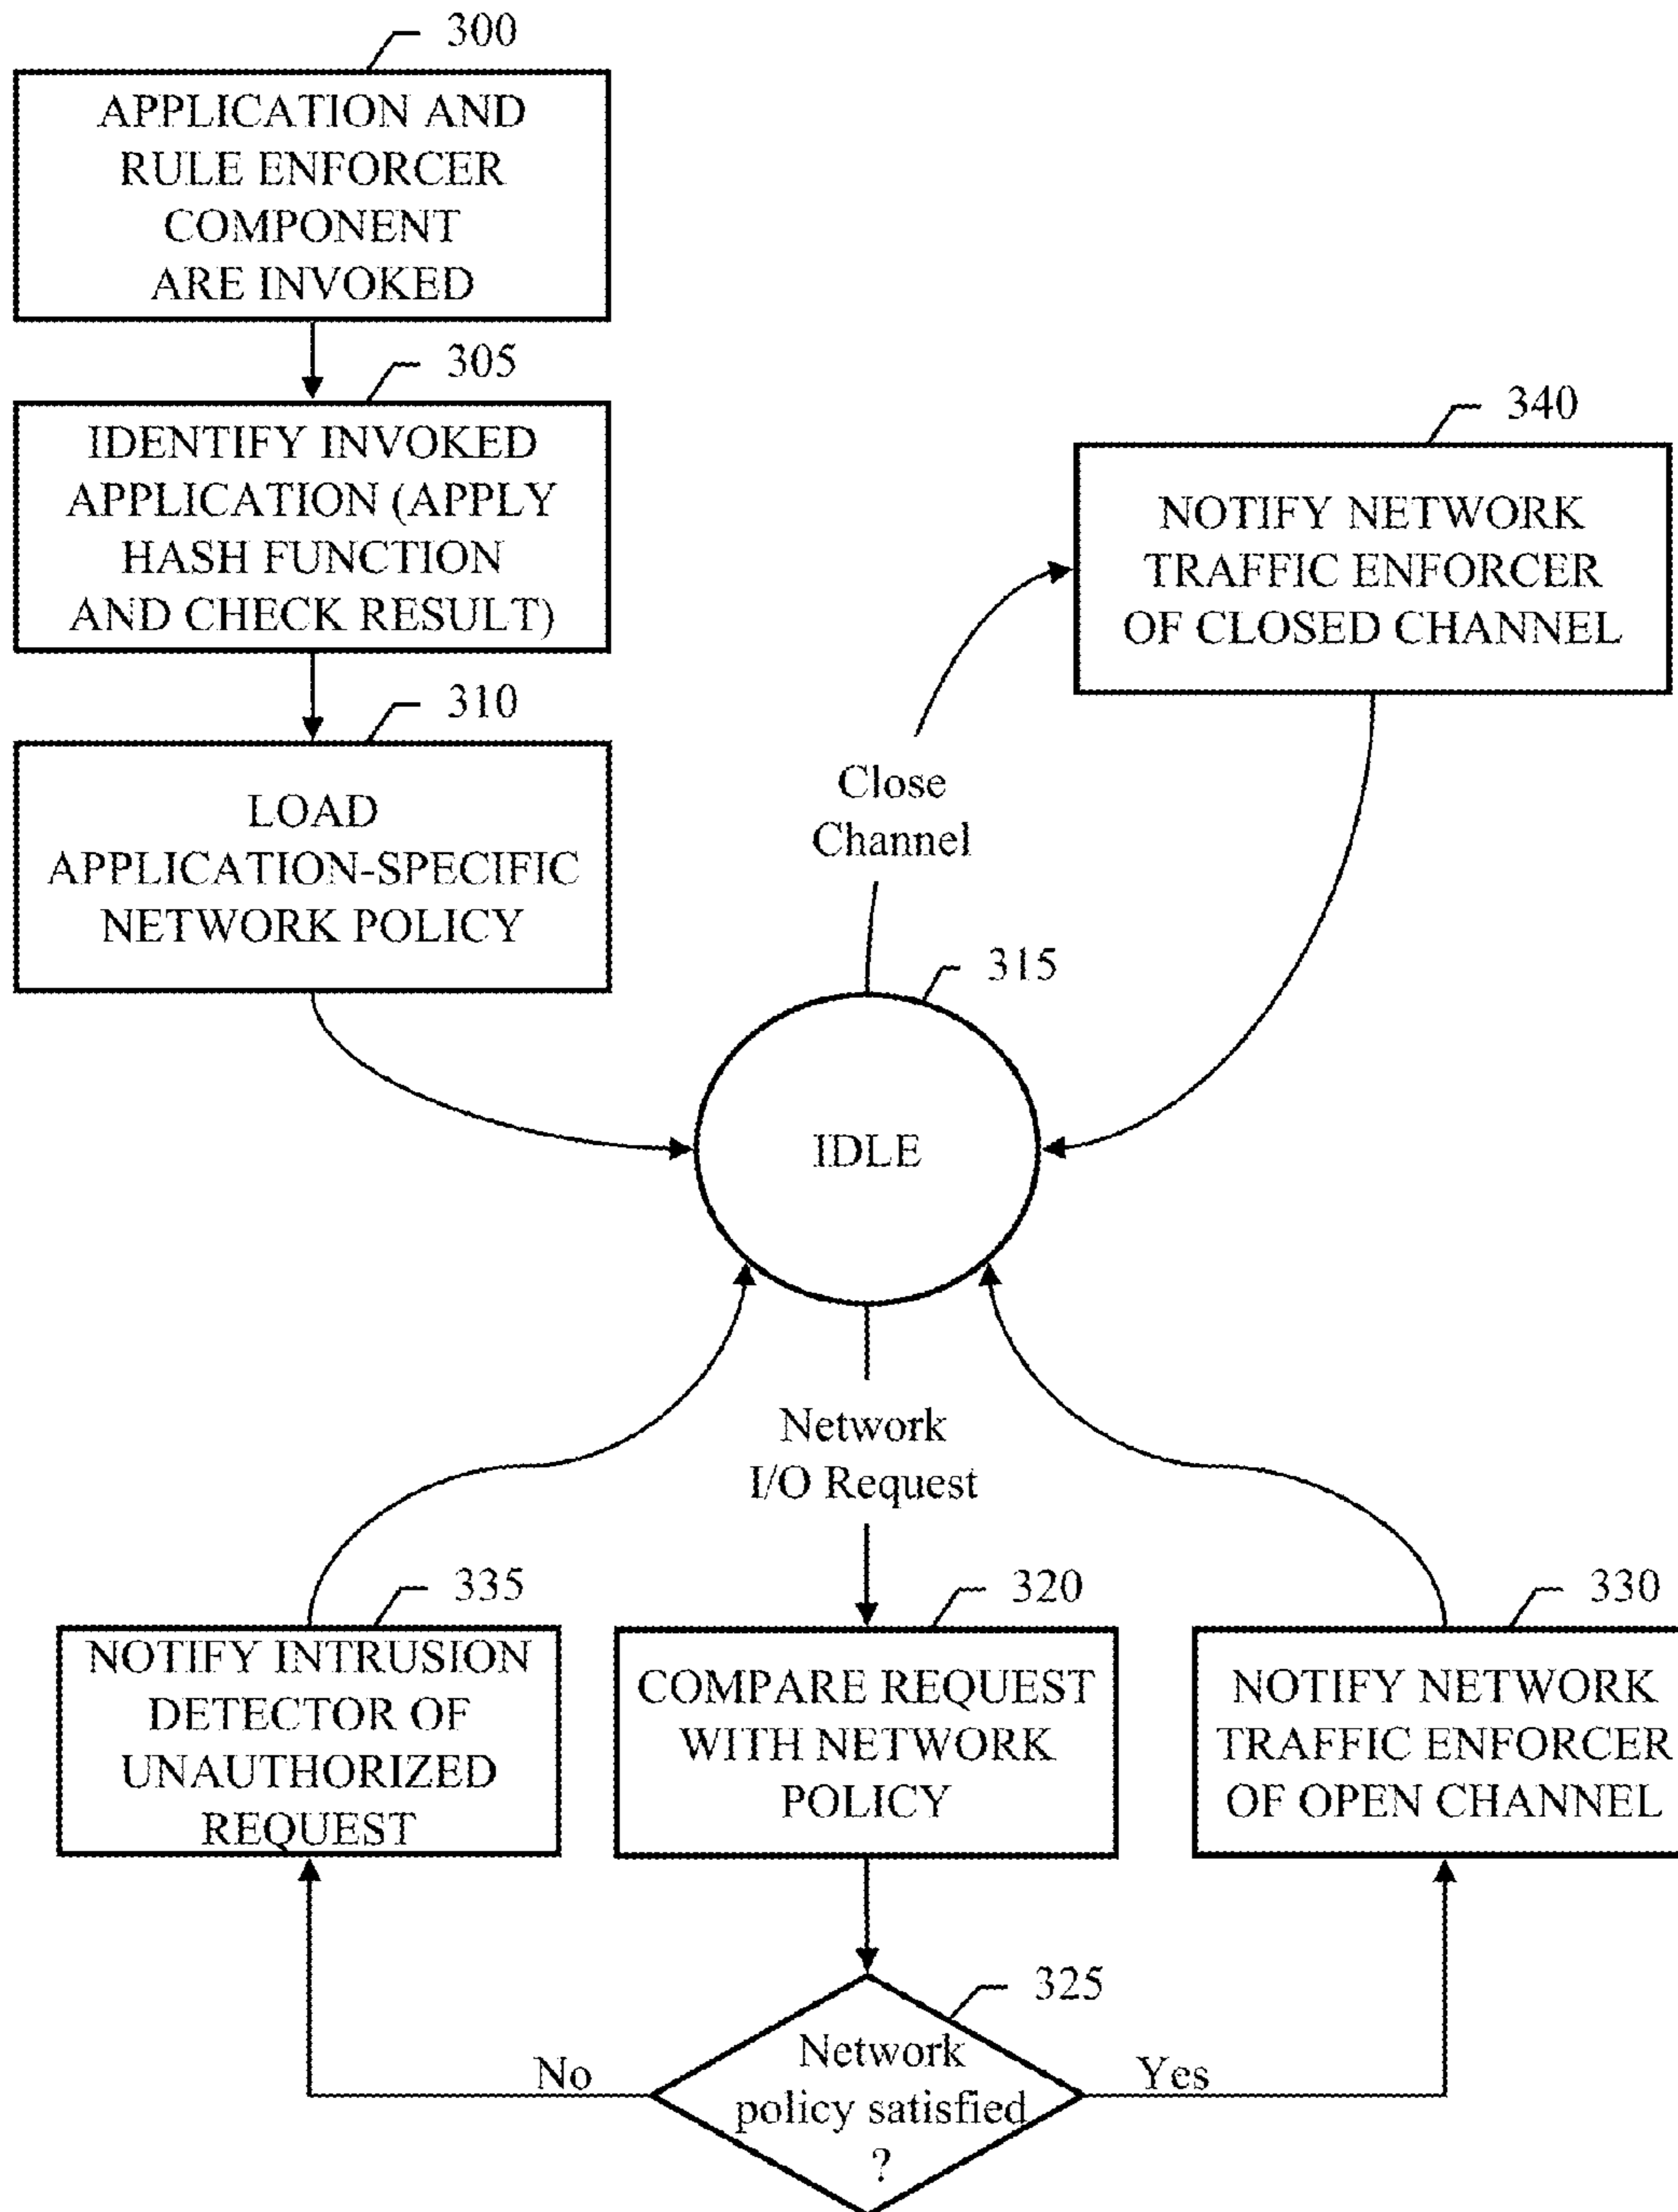 300
APPLICATION AND
RULE ENFORCER
COMPONENT
ARE INVOKED
305
IDENTIFY INVOKED
APPLICATION (APPLY
HASH FUNCTION
AND CHECK RESULT)
310
LOAD
APPLICATION-SPECIFIC
NETWORK POLICY
340
NOTIFY NETWORK
TRAFFIC ENFORCER
OF CLOSED CHANNEL
Close
Channel
315
IDLE
Network
I/O Request
335
NOTIFY INTRUSION
DETECTOR OF
UNAUTHORIZED
REQUEST
320
COMPARE REQUEST
WITH NETWORK
POLICY
330
NOTIFY NETWORK
TRAFFIC ENFORCER
OF OPEN CHANNEL
325
Network
policy satisfied
?
No
Yes